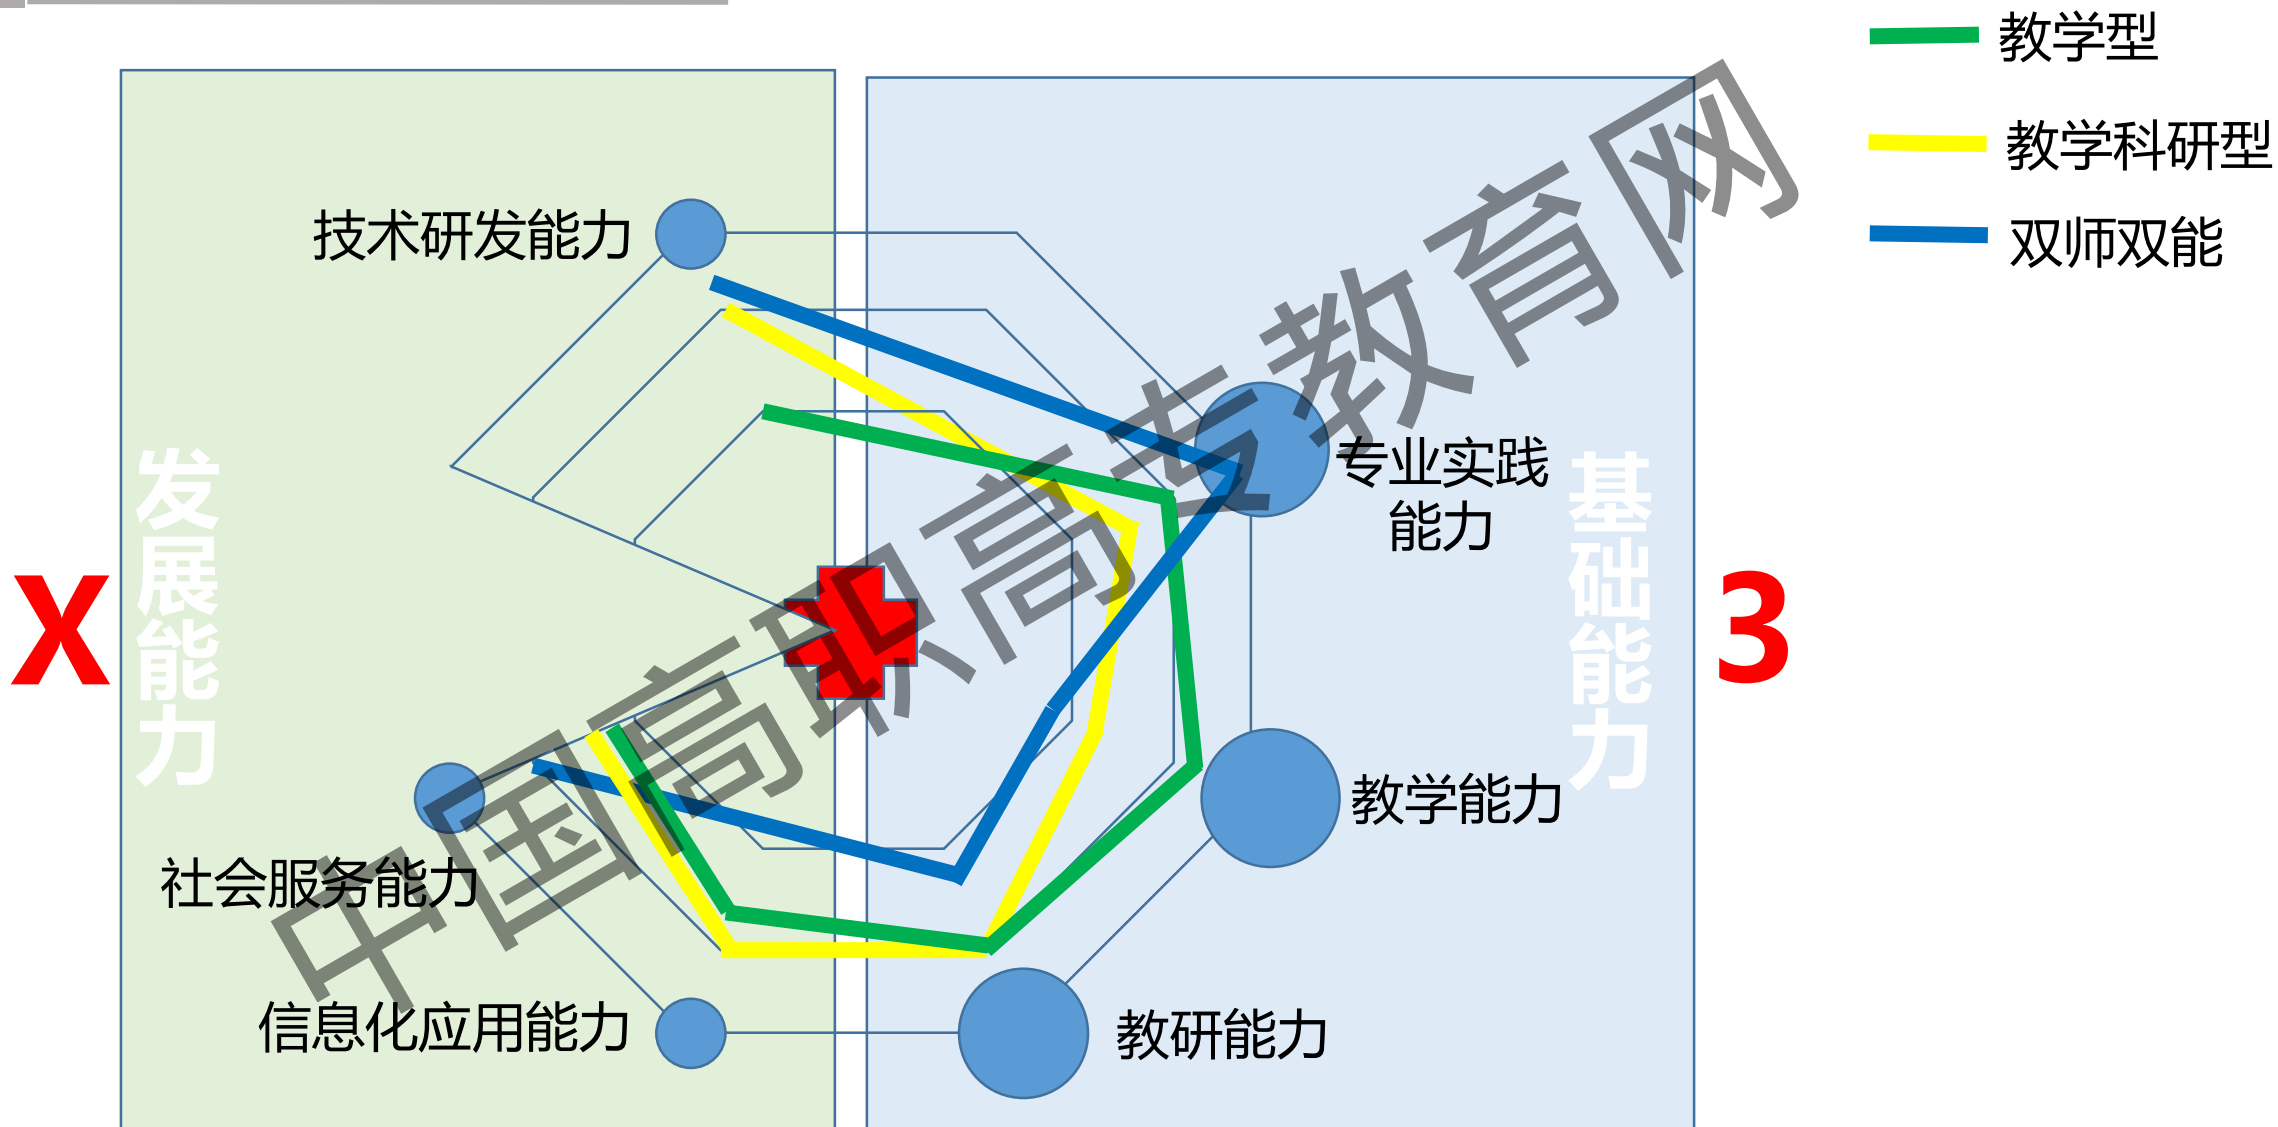 教学型
教学科研型
双师双能
技术研发能力
专业实践
能力
发展能力
基础能力
X
3
教学能力
社会服务能力
信息化应用能力
教研能力
中国高职高专教育网